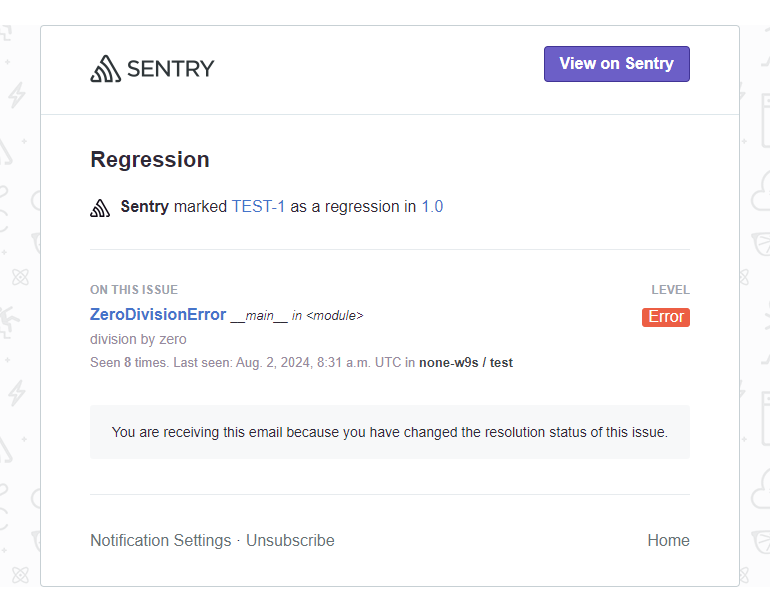 SENTRY
View on Sentry
Regression
Sentry marked TEST-1 as a regression in 1.0
ON THIS ISSUE
LEVEL
ZeroDivisionError __main__ in <module>
Error
division by zero
Seen 8 times. Last seen: Aug. 2, 2024, 8:31 a.m. UTC in none-w9s / test
You are receiving this email because you have changed the resolution status of this issue.
Notification Settings · Unsubscribe
Home